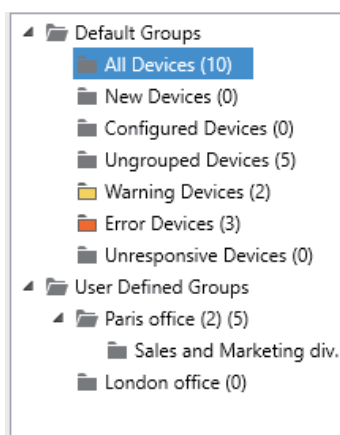 Default Groups
All Devices (10)
New Devices (0)
Configured Devices (0)
Ungrouped Devices (5)
Warning Devices (2)
Error Devices (3)
Unresponsive Devices (0)
User Defined Groups
Paris office (2) (5)
Sales and Marketing div.
London office (0)